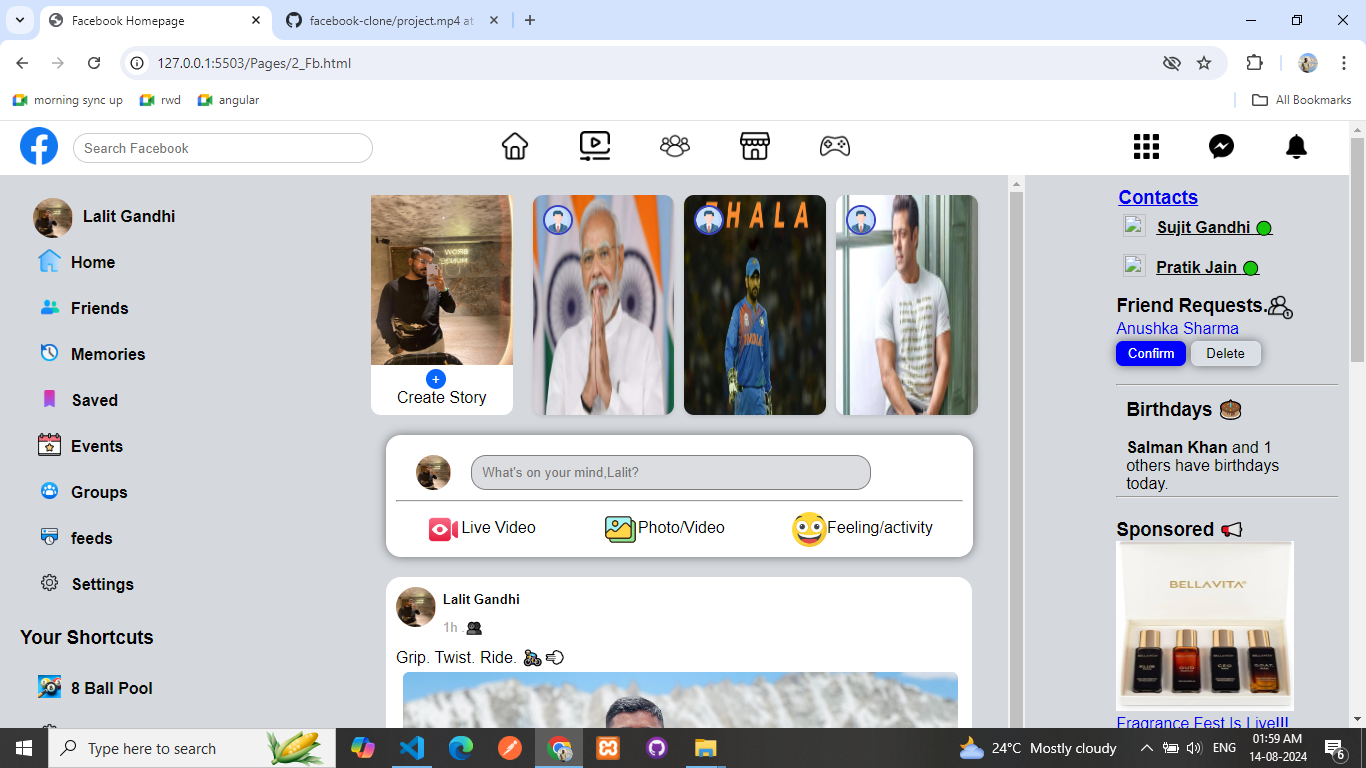 Facebook Homepage
facebook-clone/project.mp4 at
127.0.0.1:5503/Pages/2_Fb.html
morning sync up
rwd
angular
All Bookmarks
Search Facebook
Lalit Gandhi
Home
Friends
Memories
Saved
Events
Groups
feeds
Settings
Your Shortcuts
8 Ball Pool
BROW
Create Story
HALA
INDIA
What's on your mind,Lalit?
Live Video
Photo/Video
Feeling/activity
Lalit Gandhi
1h .
Grip. Twist. Ride.
Contacts
Sujit Gandhi
Pratik Jain
Friend Requests.
Anushka Sharma
Confirm
Delete
Birthdays
Salman Khan and 1
others have birthdays
today.
Sponsored
BELLAVITA
Fragrance Fest Is Live!!!
Type here to search
24°C Mostly cloudy
ENG
01:59 AM
14-08-2024
6